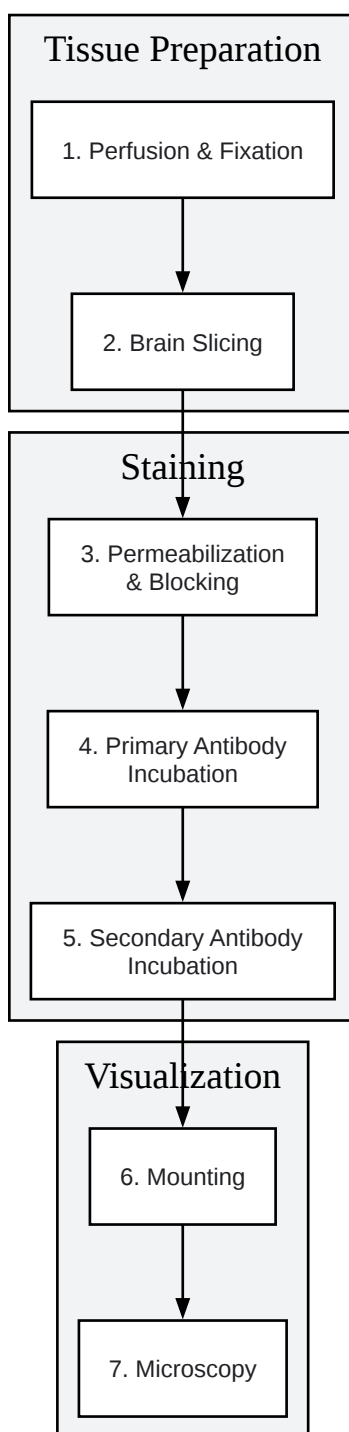 Tissue Preparation
1. Perfusion & Fixation
2. Brain Slicing
Staining
3. Permeabilization
& Blocking
4. Primary Antibody
Incubation
5. Secondary Antibody
Incubation
Visualization
6. Mounting
7. Microscopy